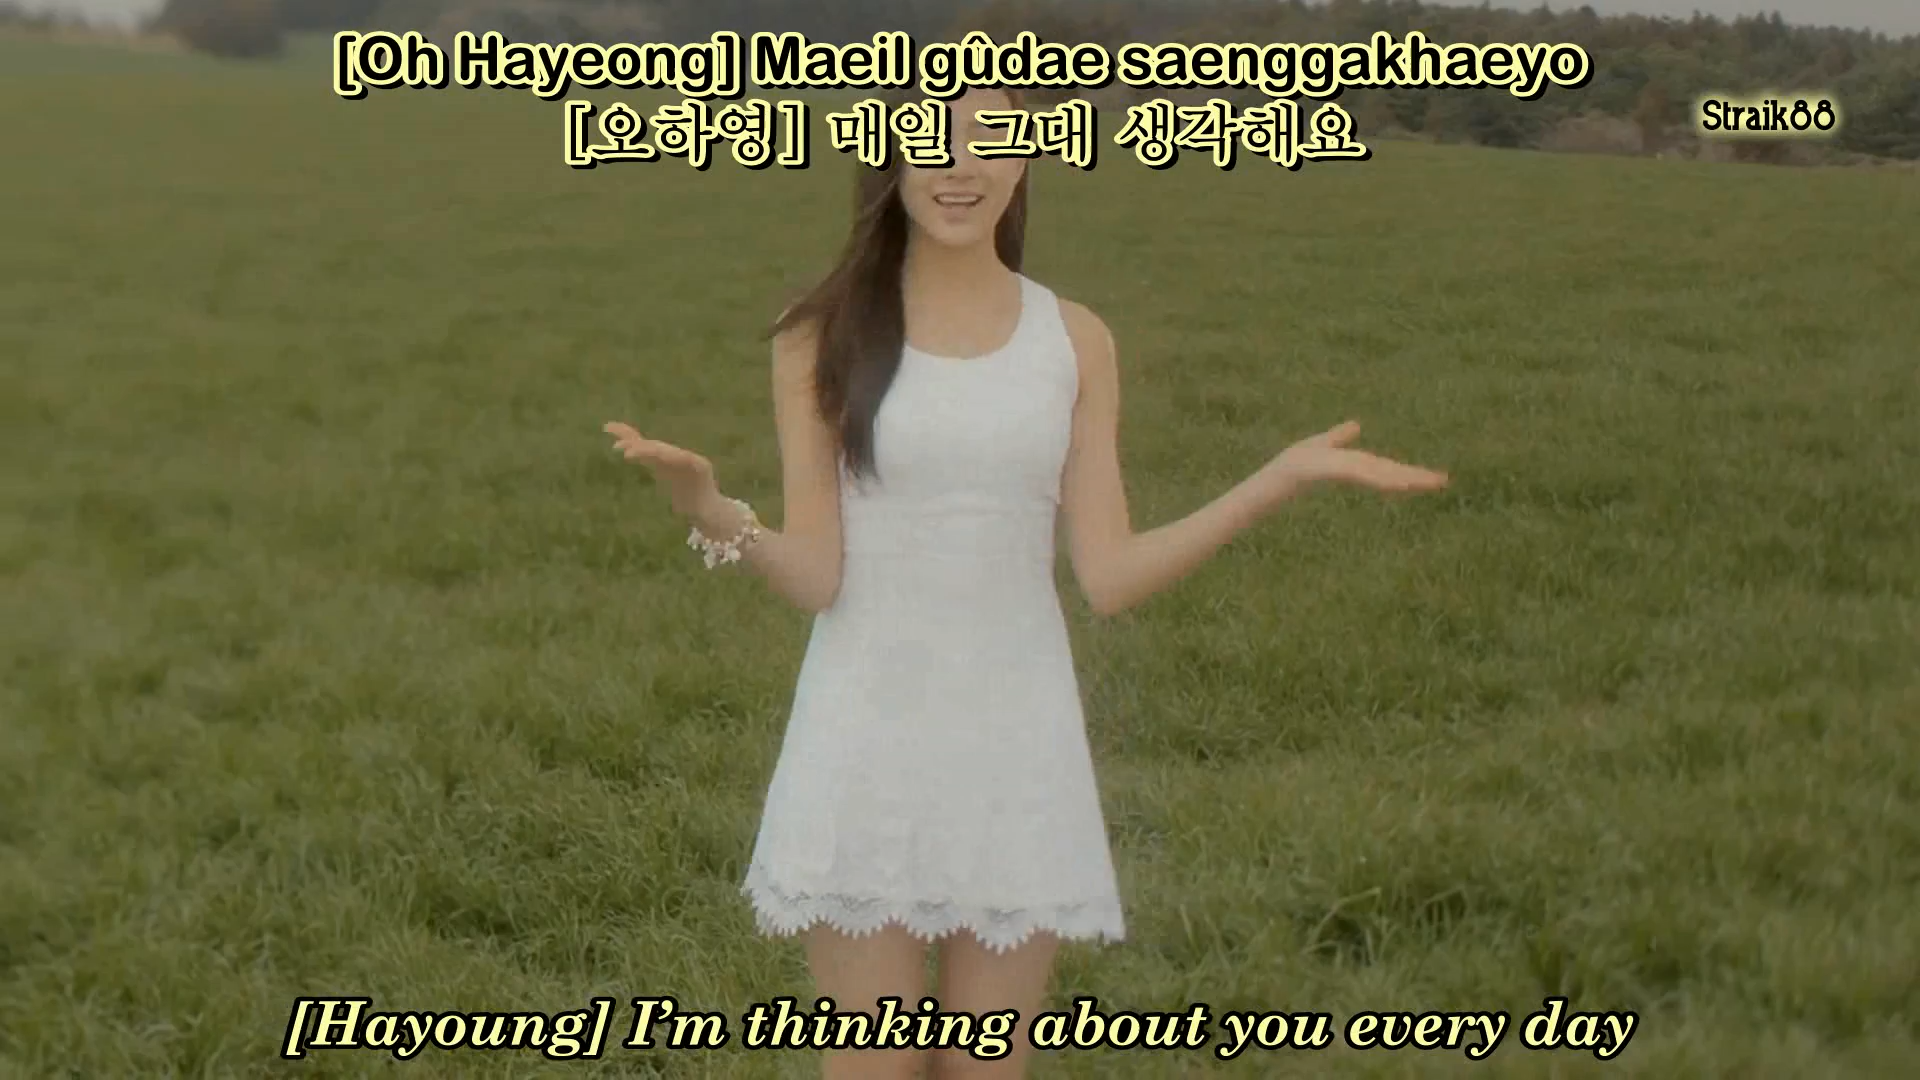 [Oh Hayeong] Maeil gûdae saenggakhaeyo
[오하영] 매일 그대 생각해요
Straik88
[Hayoung] I'm thinking about you every day